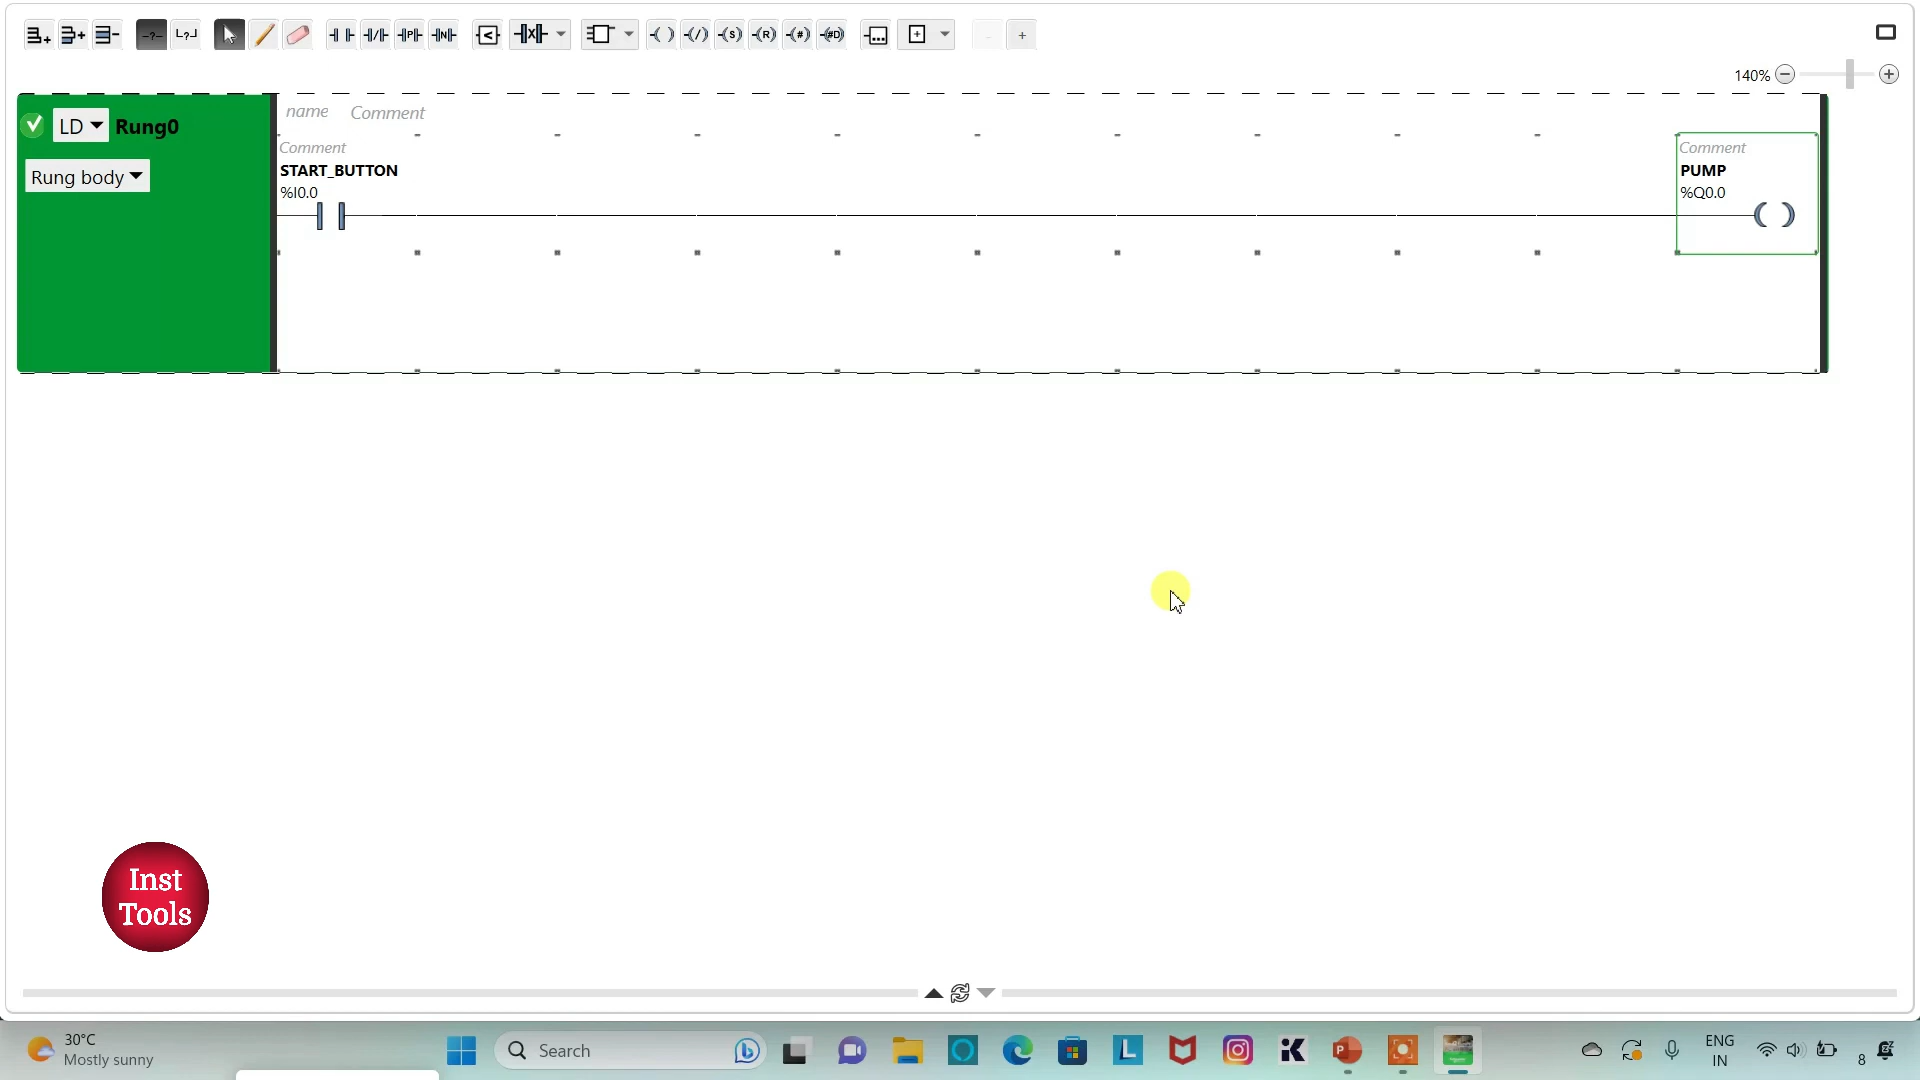 140%
LD
Rung0
name
Comment
Rung body
Comment
START_BUTTON
%I0.0
Comment
PUMP
%Q0.0
Inst
Tools
30°C
Mostly sunny
Search
ENG
IN
8